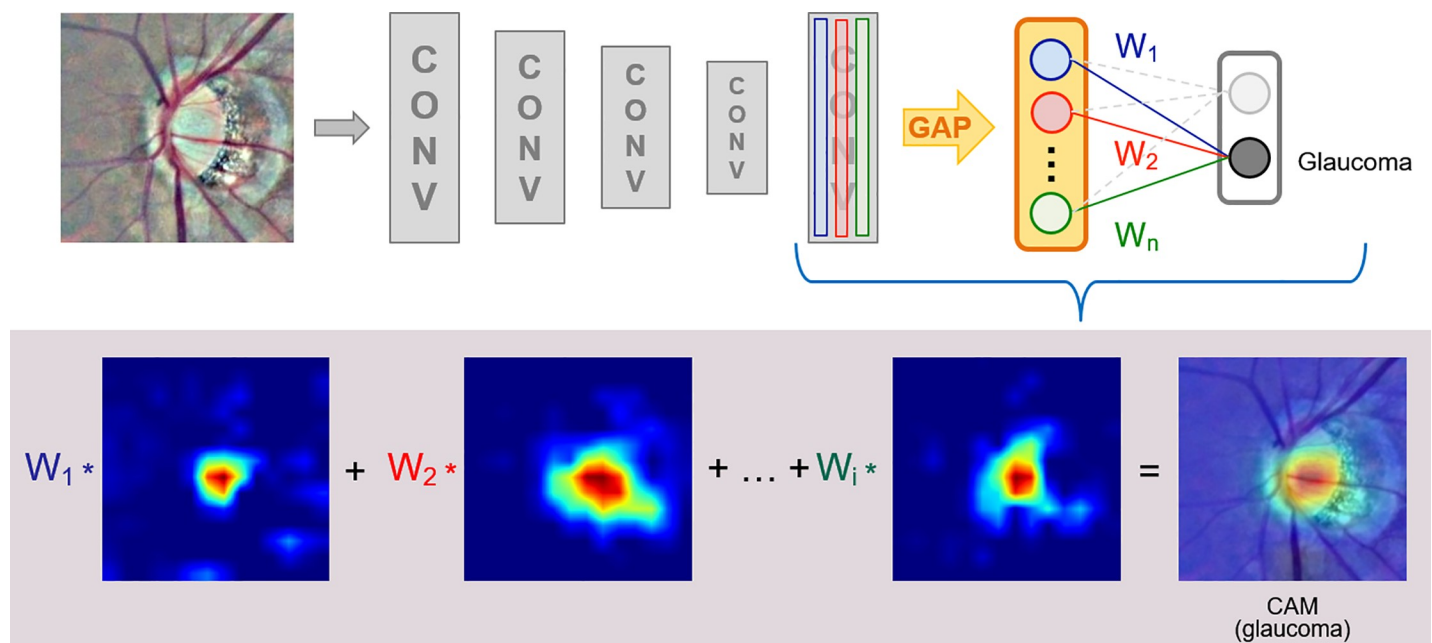 CONV
CONV
CONV
CONV
CONV
GAP
W1
W2
Wn
Glaucoma
W1 * + W2 * + ... + Wi * =
CAM
(glaucoma)